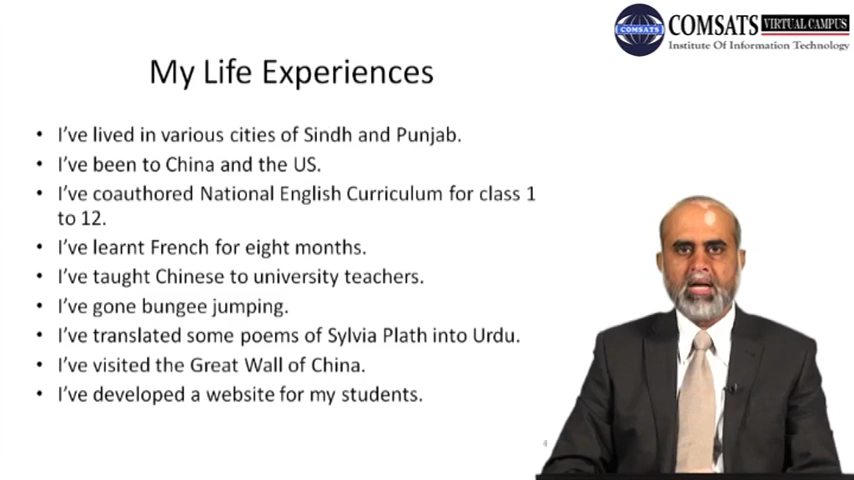 COMSATS VIRTUAL CAMPUS
COMSATS
Institute Of Information Technology
My Life Experiences
• I've lived in various cities of Sindh and Punjab.
• I've been to China and the US.
• I've coauthored National English Curriculum for class 1
to 12.
• I've learnt French for eight months.
• I've taught Chinese to university teachers.
• I've gone bungee jumping.
• I've translated some poems of Sylvia Plath into Urdu.
• I've visited the Great Wall of China.
• I've developed a website for my students.
4